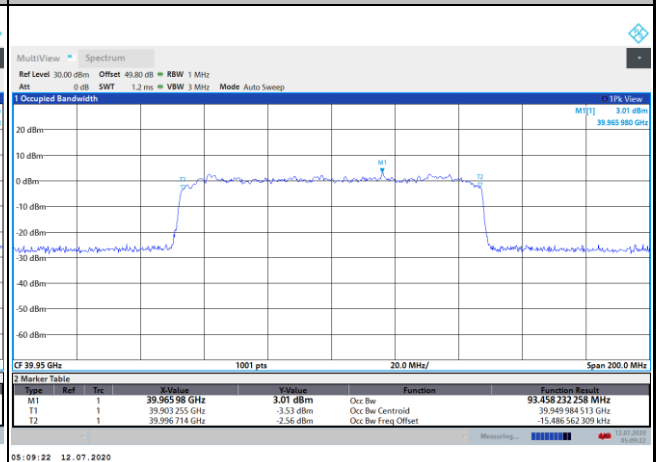 MultiView Spectrum
Ref Level 30.00 dBm Offset 49.80 dB RBW 1 MHz
Att 0 dB SWT 1.2 ms VBW 3 MHz Mode Auto Sweep
1 Occupied Bandwidth 1Pk View
M1[1] 3.01 dBm
39.965 980 GHz
20 dBm
10 dBm
M1
0 dBm
T1
T2
-10 dBm
-20 dBm
-30 dBm
-40 dBm
-50 dBm
-60 dBm
CF 39.95 GHz 1001 pts 20.0 MHz/ Span 200.0 MHz
2 Marker Table
Type Ref Trc X-Value Y-Value Function Function Result
M1 1 39.965 98 GHz 3.01 dBm Occ Bw 93.458 232 258 MHz
T1 1 39.903 255 GHz -3.53 dBm Occ Bw Centroid 39.949 984 513 GHz
T2 1 39.996 714 GHz -2.56 dBm Occ Bw Freq Offset -15.486 562 309 kHz
Measuring... 12.07.2020
05:09:22
05:09:22 12.07.2020